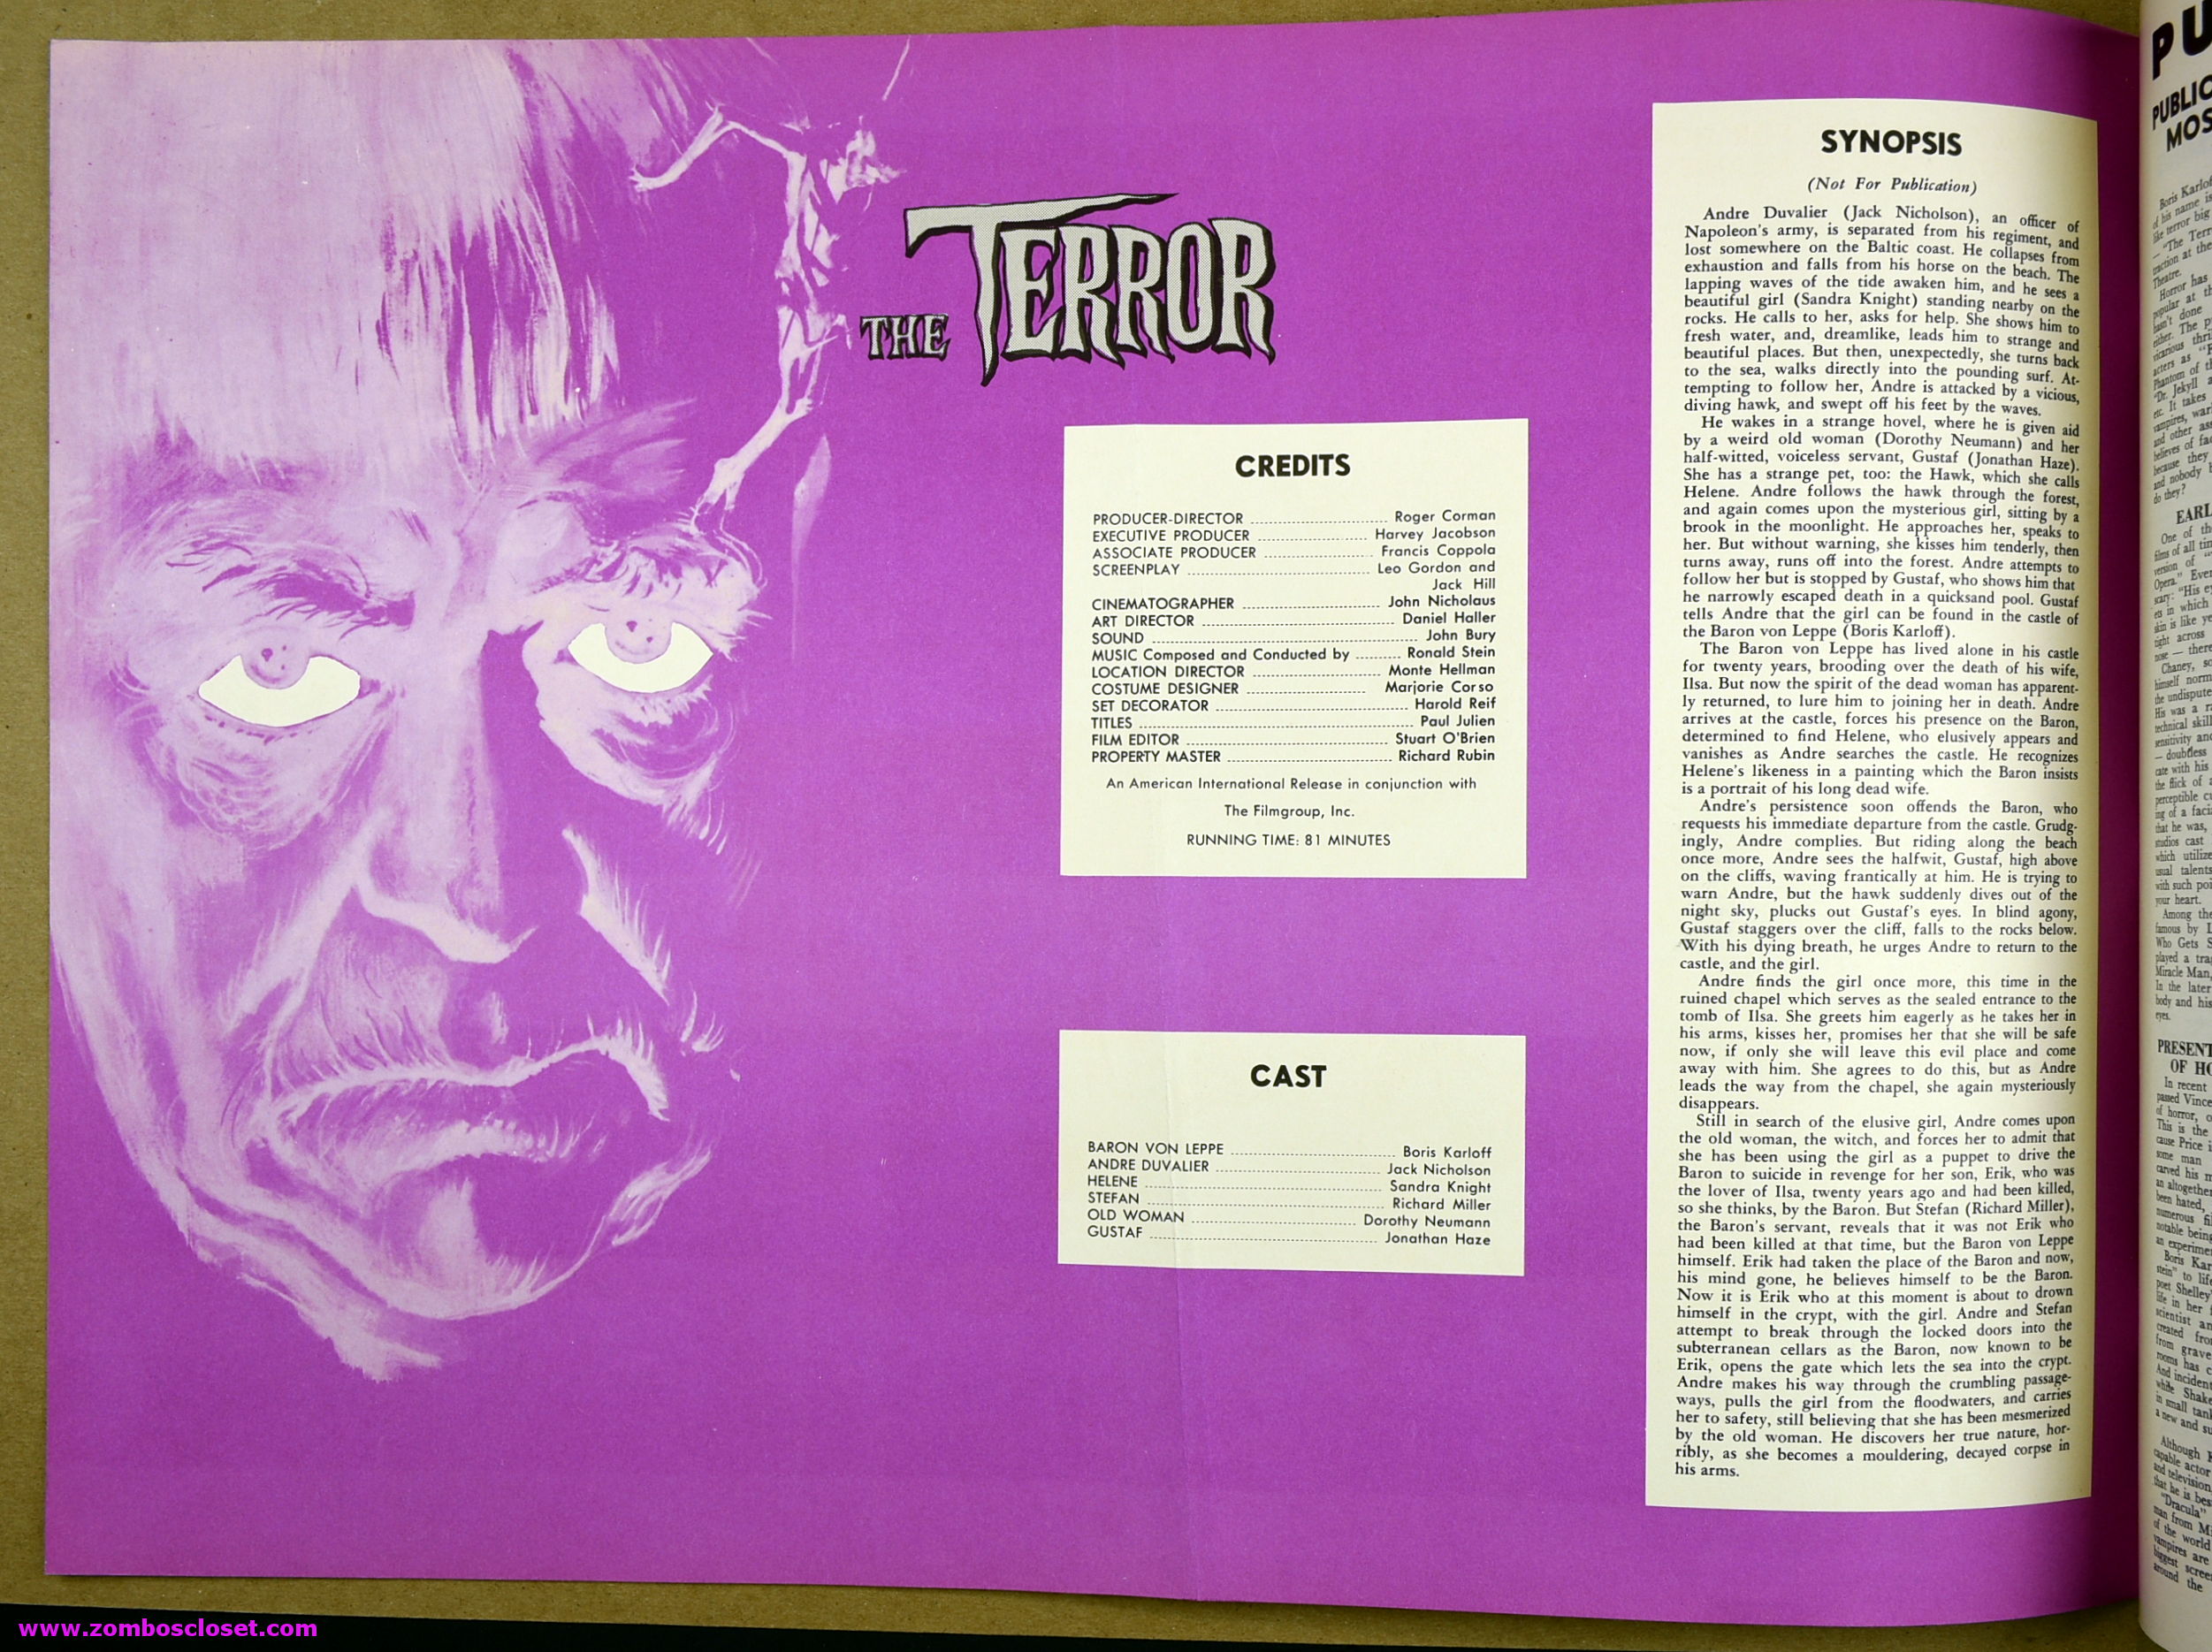 THE TERROR
CREDITS
PRODUCER-DIRECTOR Roger Corman
EXECUTIVE PRODUCER Harvey Jacobson
ASSOCIATE PRODUCER Francis Coppola
SCREENPLAY Leo Gordon and
Jack Hill
CINEMATOGRAPHER John Nicholaus
ART DIRECTOR Daniel Haller
SOUND John Bury
MUSIC Composed and Conducted by Ronald Stein
LOCATION DIRECTOR Monte Hellman
COSTUME DESIGNER Marjorie Corso
SET DECORATOR Harold Reif
TITLES Paul Julien
FILM EDITOR Stuart O'Brien
PROPERTY MASTER Richard Rubin
An American International Release in conjunction with
The Filmgroup, Inc.
RUNNING TIME: 81 MINUTES
CAST
BARON VON LEPPE Boris Karloff
ANDRE DUVALIER Jack Nicholson
HELENE Sandra Knight
STEFAN Richard Miller
OLD WOMAN Dorothy Neumann
GUSTAF Jonathan Haze
SYNOPSIS
(Not For Publication)
Andre Duvalier (Jack Nicholson), an officer of
Napoleon's army, is separated from his regiment, and
lost somewhere on the Baltic coast. He collapses from
exhaustion and falls from his horse on the beach. The
lapping waves of the tide awaken him, and he sees a
beautiful girl (Sandra Knight) standing nearby on the
rocks. He calls to her, asks for help. She shows him to
fresh water, and, dreamlike, leads him to strange and
beautiful places. But then, unexpectedly, she turns back
to the sea, walks directly into the pounding surf. At-
tempting to follow her, Andre is attacked by a vicious,
diving hawk, and swept off his feet by the waves.
He wakes in a strange hovel, where he is given aid
by a weird old woman (Dorothy Neumann) and her
half-witted, voiceless servant, Gustaf (Jonathan Haze).
She has a strange pet, too: the Hawk, which she calls
Helene. Andre follows the hawk through the forest,
and again comes upon the mysterious girl, sitting by a
brook in the moonlight. He approaches her, speaks to
her. But without warning, she kisses him tenderly, then
turns away, runs off into the forest. Andre attempts to
follow her but is stopped by Gustaf, who shows him that
he narrowly escaped death in a quicksand pool. Gustaf
tells Andre that the girl can be found in the castle of
the Baron von Leppe (Boris Karloff).
The Baron von Leppe has lived alone in his castle
for twenty years, brooding over the death of his wife,
Ilsa. But now the spirit of the dead woman has apparent-
ly returned, to lure him to joining her in death. Andre
arrives at the castle, forces his presence on the Baron,
determined to find Helene, who elusively appears and
vanishes as Andre searches the castle. He recognizes
Helene's likeness in a painting which the Baron insists
is a portrait of his long dead wife.
Andre's persistence soon offends the Baron, who
requests his immediate departure from the castle. Grudg-
ingly, Andre complies. But riding along the beach
once more, Andre sees the halfwit, Gustaf, high above
on the cliffs, waving frantically at him. He is trying to
warn Andre, but the hawk suddenly dives out of the
night sky, plucks out Gustaf's eyes. In blind agony,
Gustaf staggers over the cliff, falls to the rocks below.
With his dying breath, he urges Andre to return to the
castle, and the girl.
Andre finds the girl once more, this time in the
ruined chapel which serves as the sealed entrance to the
tomb of Ilsa. She greets him eagerly as he takes her in
his arms, kisses her, promises her that she will be safe
now, if only she will leave this evil place and come
away with him. She agrees to do this, but as Andre
leads the way from the chapel, she again mysteriously
disappears.
Still in search of the elusive girl, Andre comes upon
the old woman, the witch, and forces her to admit that
she has been using the girl as a puppet to drive the
Baron to suicide in revenge for her son, Erik, who was
the lover of Ilsa, twenty years ago and had been killed,
so she thinks, by the Baron. But Stefan (Richard Miller),
the Baron's servant, reveals that it was not Erik who
had been killed at that time, but the Baron von Leppe
himself. Erik had taken the place of the Baron and now,
his mind gone, he believes himself to be the Baron.
Now it is Erik who at this moment is about to drown
himself in the crypt, with the girl. Andre and Stefan
attempt to break through the locked doors into the
subterranean cellars as the Baron, now known to be
Erik, opens the gate which lets the sea into the crypt.
Andre makes his way through the crumbling passage-
ways, pulls the girl from the floodwaters, and carries
her to safety, still believing that she has been mesmerized
by the old woman. He discovers her true nature, hor-
ribly, as she becomes a mouldering, decayed corpse in
his arms.
www.zomboscloset.com